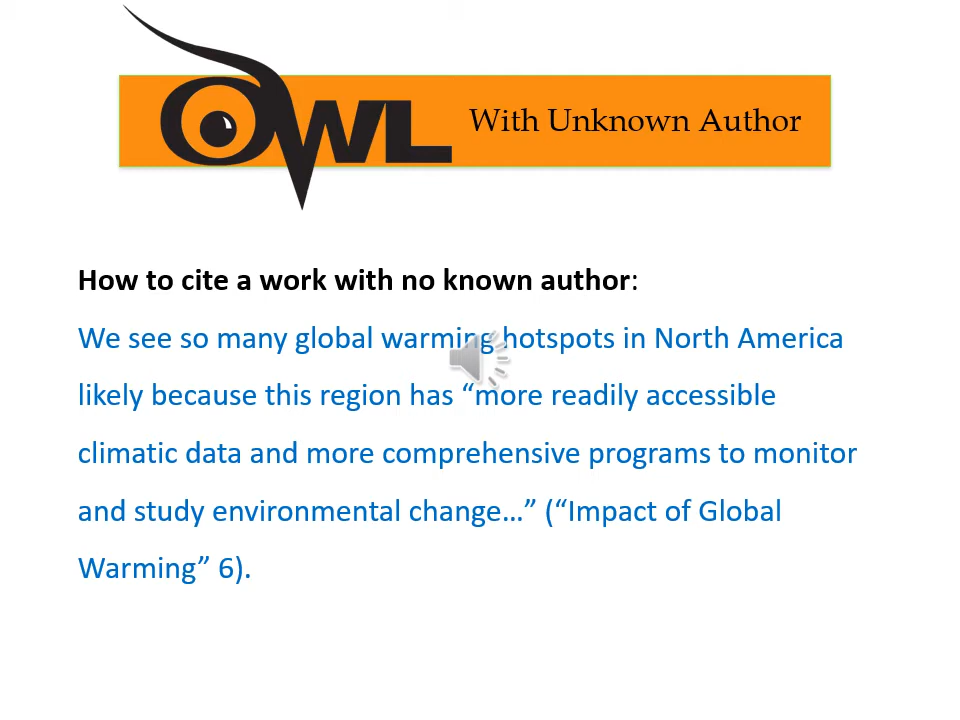 OWL With Unknown Author
How to cite a work with no known author:
We see so many global warming hotspots in North America
likely because this region has “more readily accessible
climatic data and more comprehensive programs to monitor
and study environmental change…” (“Impact of Global
Warming” 6).